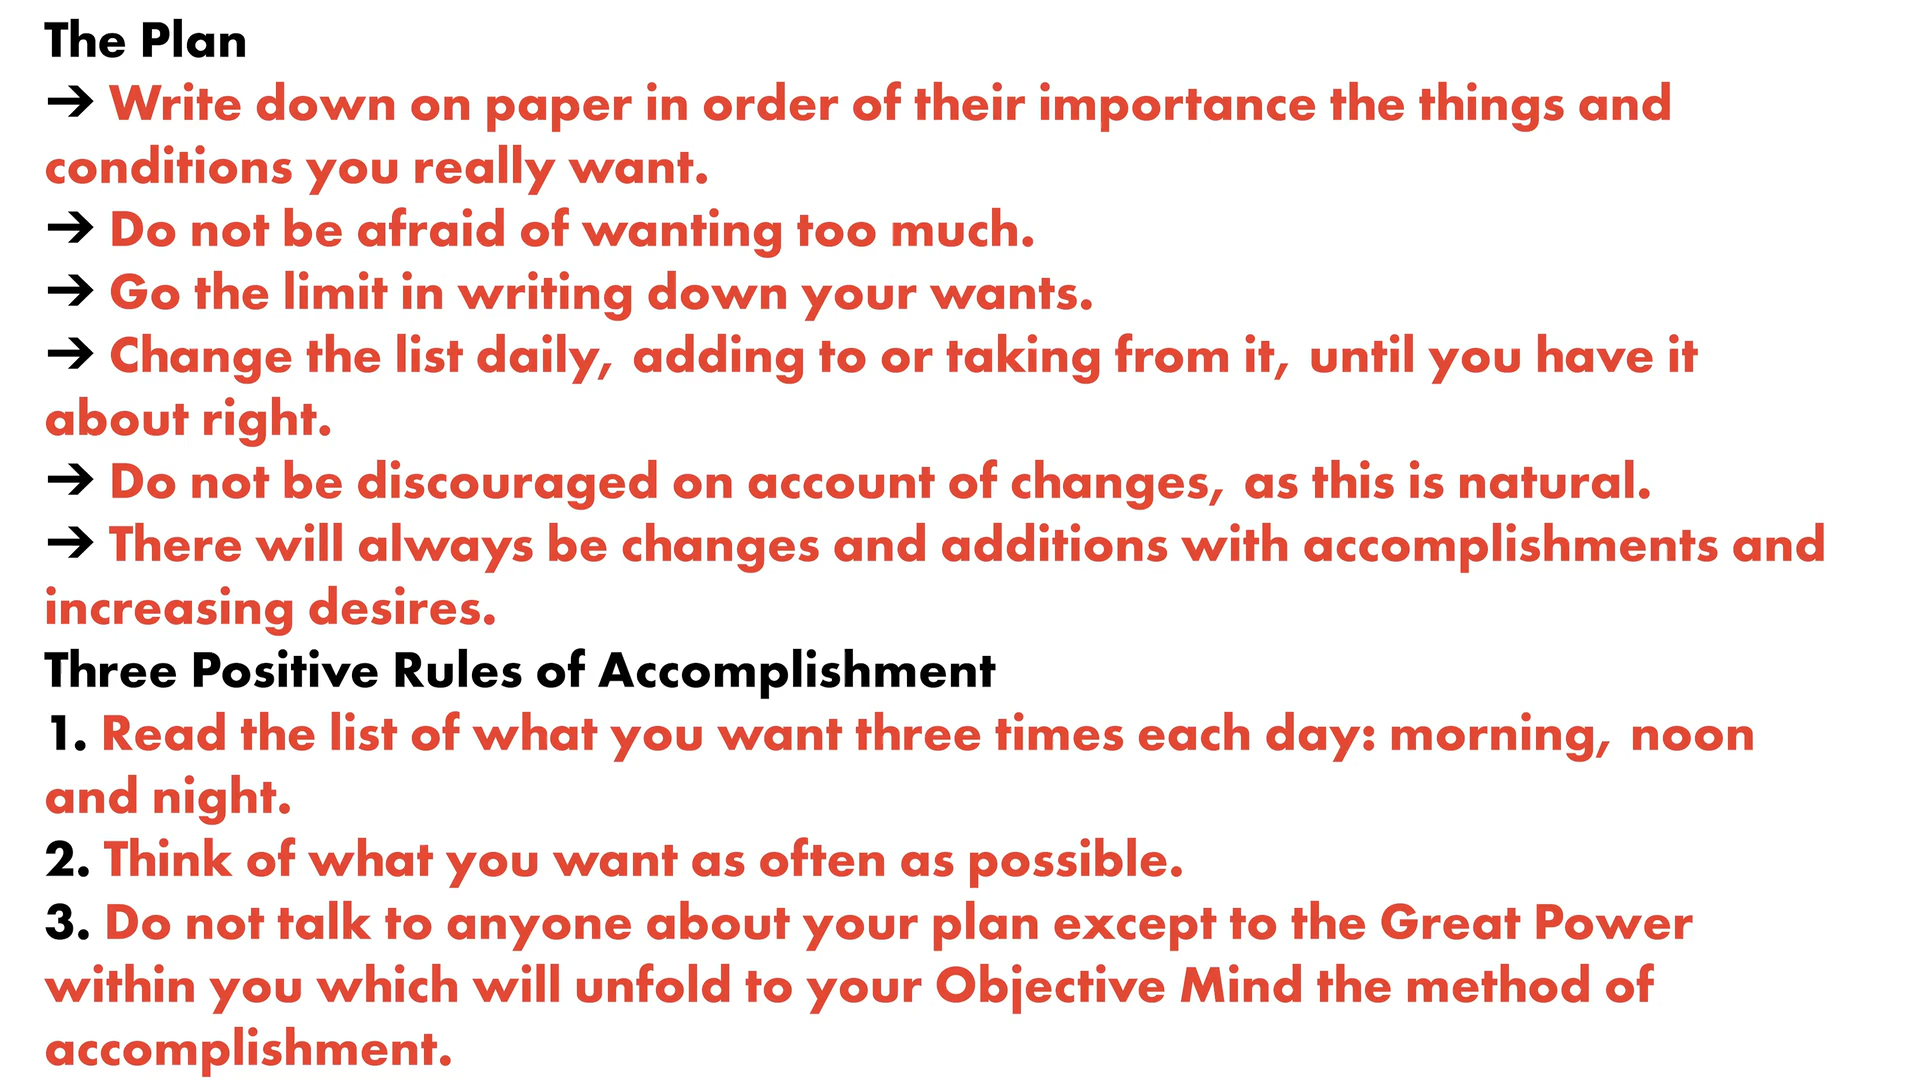 The Plan
→ Write down on paper in order of their importance the things and
conditions you really want.
→ Do not be afraid of wanting too much.
→ Go the limit in writing down your wants.
→ Change the list daily, adding to or taking from it, until you have it
about right.
→ Do not be discouraged on account of changes, as this is natural.
→ There will always be changes and additions with accomplishments and
increasing desires.
Three Positive Rules of Accomplishment
1. Read the list of what you want three times each day: morning, noon
and night.
2. Think of what you want as often as possible.
3. Do not talk to anyone about your plan except to the Great Power
within you which will unfold to your Objective Mind the method of
accomplishment.